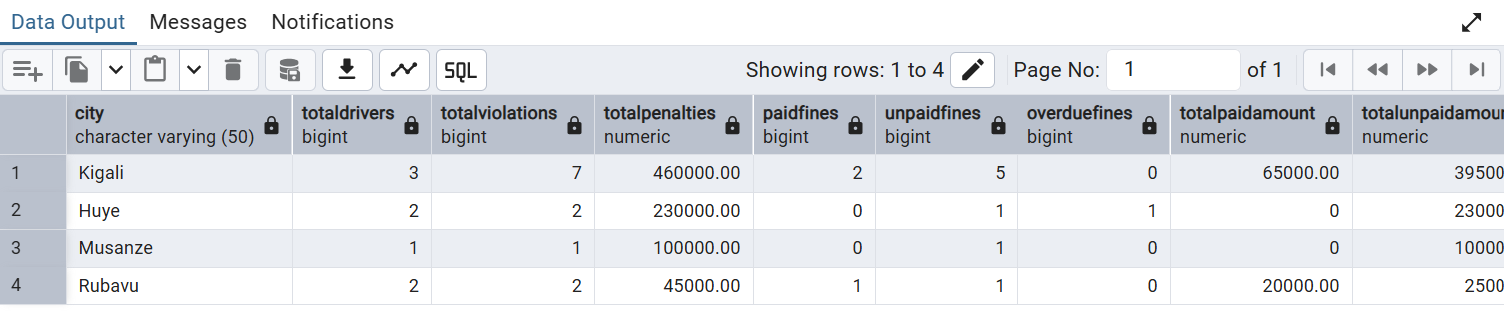 Data Output Messages Notifications
SQL Showing rows: 1 to 4 Page No: 1 of 1
city totaldrivers totalviolations totalpenalties paidfines unpaidfines overduefines totalpaidamount totalunpaidamour
character varying (50) bigint bigint numeric bigint bigint bigint numeric numeric
1 Kigali 3 7 460000.00 2 5 0 65000.00 39500
2 Huye 2 2 230000.00 0 1 1 0 23000
3 Musanze 1 1 100000.00 0 1 0 0 10000
4 Rubavu 2 2 45000.00 1 1 0 20000.00 2500